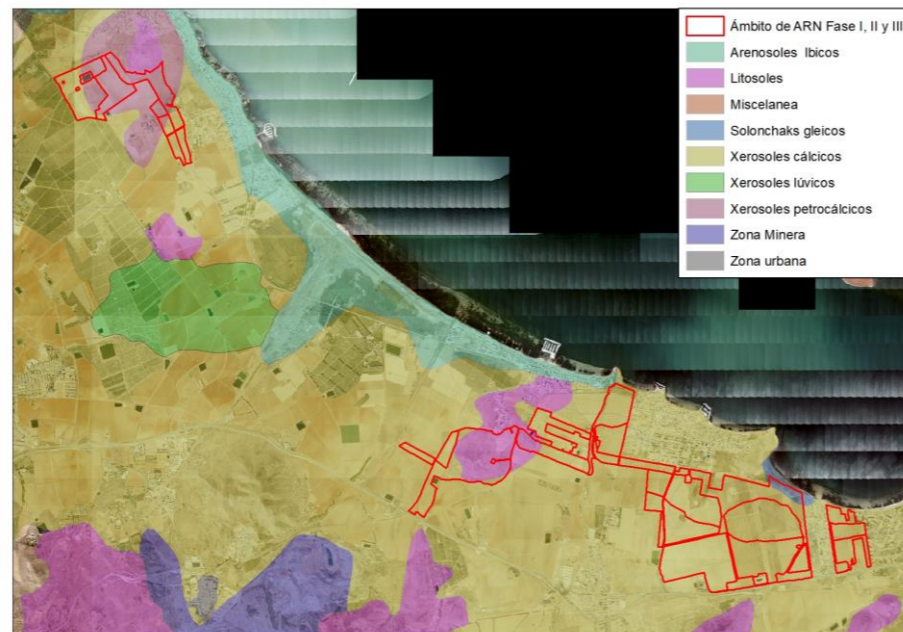 Ámbito de ARN Fase I, II y III
Arenosoles lbicos
Litosoles
Miscelanea
Solonchaks gleicos
Xerosoles cálcicos
Xerosoles lúvicos
Xerosoles petrocálcicos
Zona Minera
Zona urbana